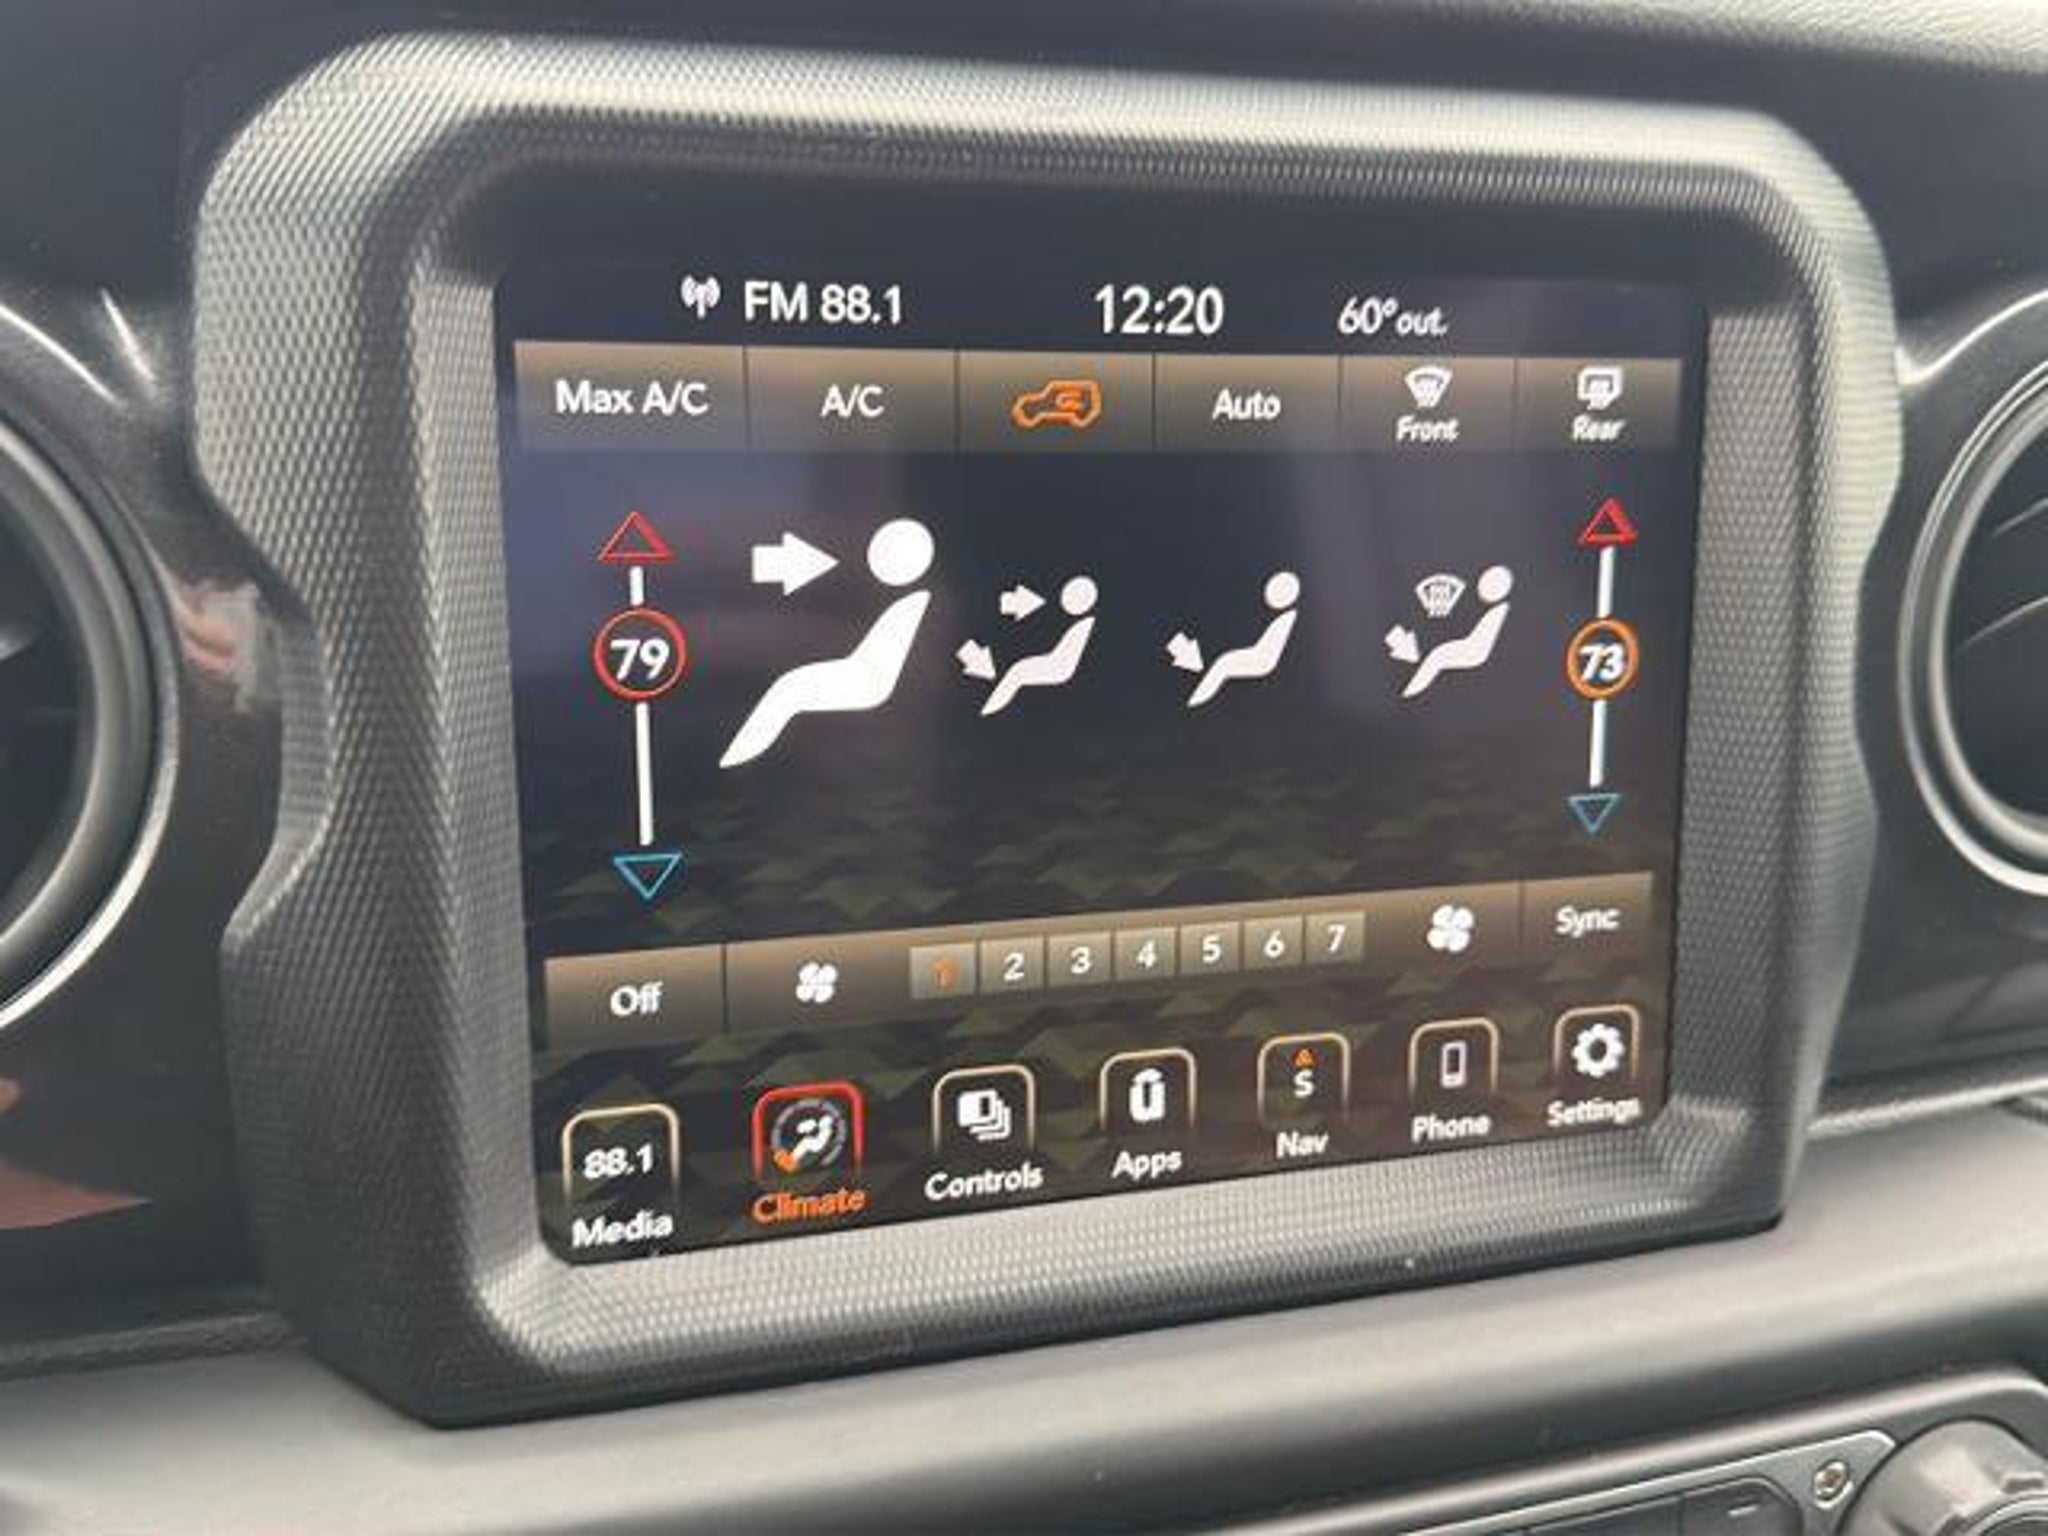 FM 88.1 12:20 60° out.
Max A/C A/C Auto Front Rear
79 73
Off 1 2 3 4 5 6 7 Sync
88.1 S
Media Climate Controls Apps Nav Phone Settings